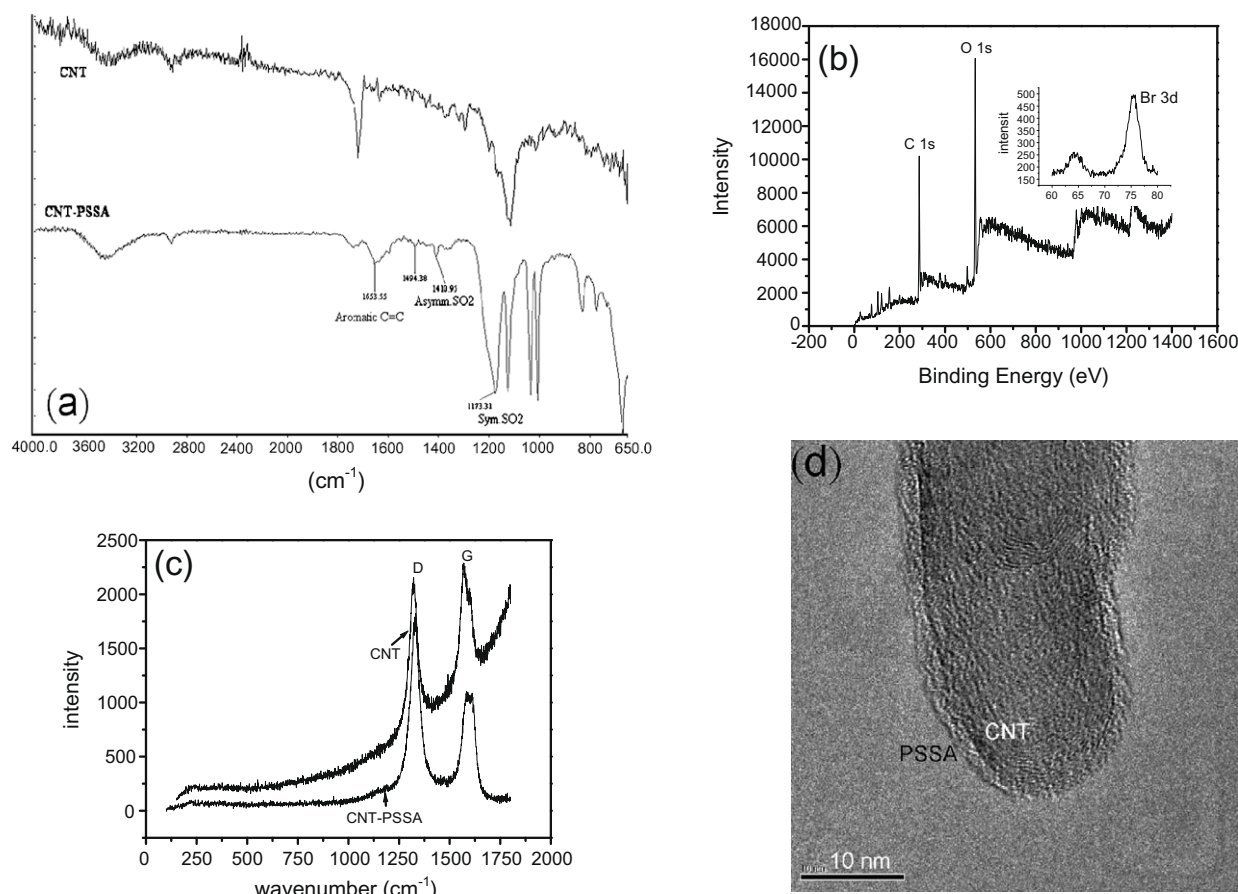 CNT
CNT-PSSA
1653.55
Aromatic C=C
1494.38
1410.95
Asymm.SO2
1173.31
Sym.SO2
(a)
4000.0 3600 3200 2800 2400 2000 1800 1600 1400 1200 1000 800 650.0
(cm-1)
(b)
18000
16000
14000
12000
10000
8000
6000
4000
2000
0
Intensity
C 1s
O 1s
Br 3d
500
450
400
350
300
250
200
150
intensit
60 65 70 75 80
-200 0 200 400 600 800 1000 1200 1400 1600
Binding Energy (eV)
(c)
2500
2000
1750
1500
1000
500
250
0
intensity
D
G
CNT
CNT-PSSA
0 250 500 750 1000 1250 1500 1750 2000
wavenumber (cm-1)
(d)
CNT
PSSA
10 nm